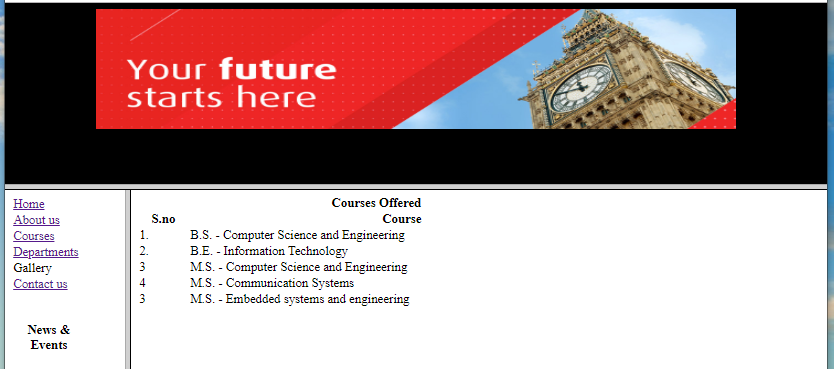 Your future
starts here
Home
About us
Courses
Departments
Gallery
Contact us
News &
Events
Courses Offered
S.no Course
1. B.S. - Computer Science and Engineering
2. B.E. - Information Technology
3 M.S. - Computer Science and Engineering
4 M.S. - Communication Systems
3 M.S. - Embedded systems and engineering